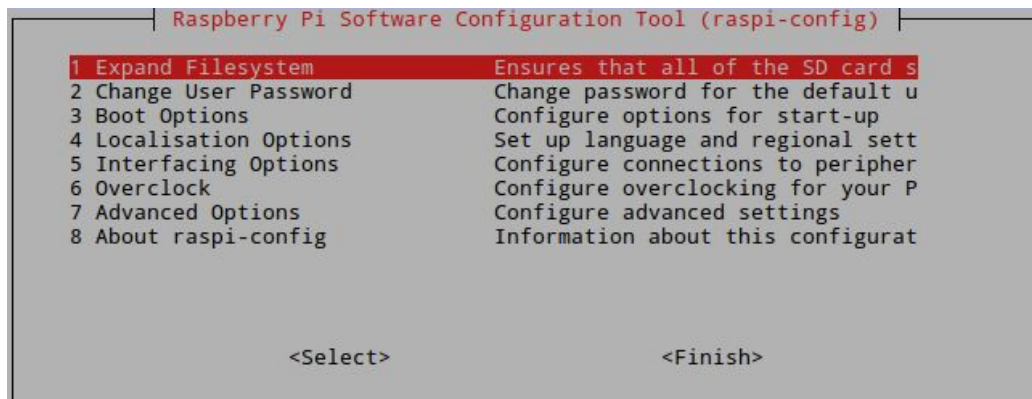 Raspberry Pi Software Configuration Tool (raspi-config)
1 Expand Filesystem Ensures that all of the SD card s
2 Change User Password Change password for the default u
3 Boot Options Configure options for start-up
4 Localisation Options Set up language and regional sett
5 Interfacing Options Configure connections to peripher
6 Overclock Configure overclocking for your P
7 Advanced Options Configure advanced settings
8 About raspi-config Information about this configurat
<Select> <Finish>